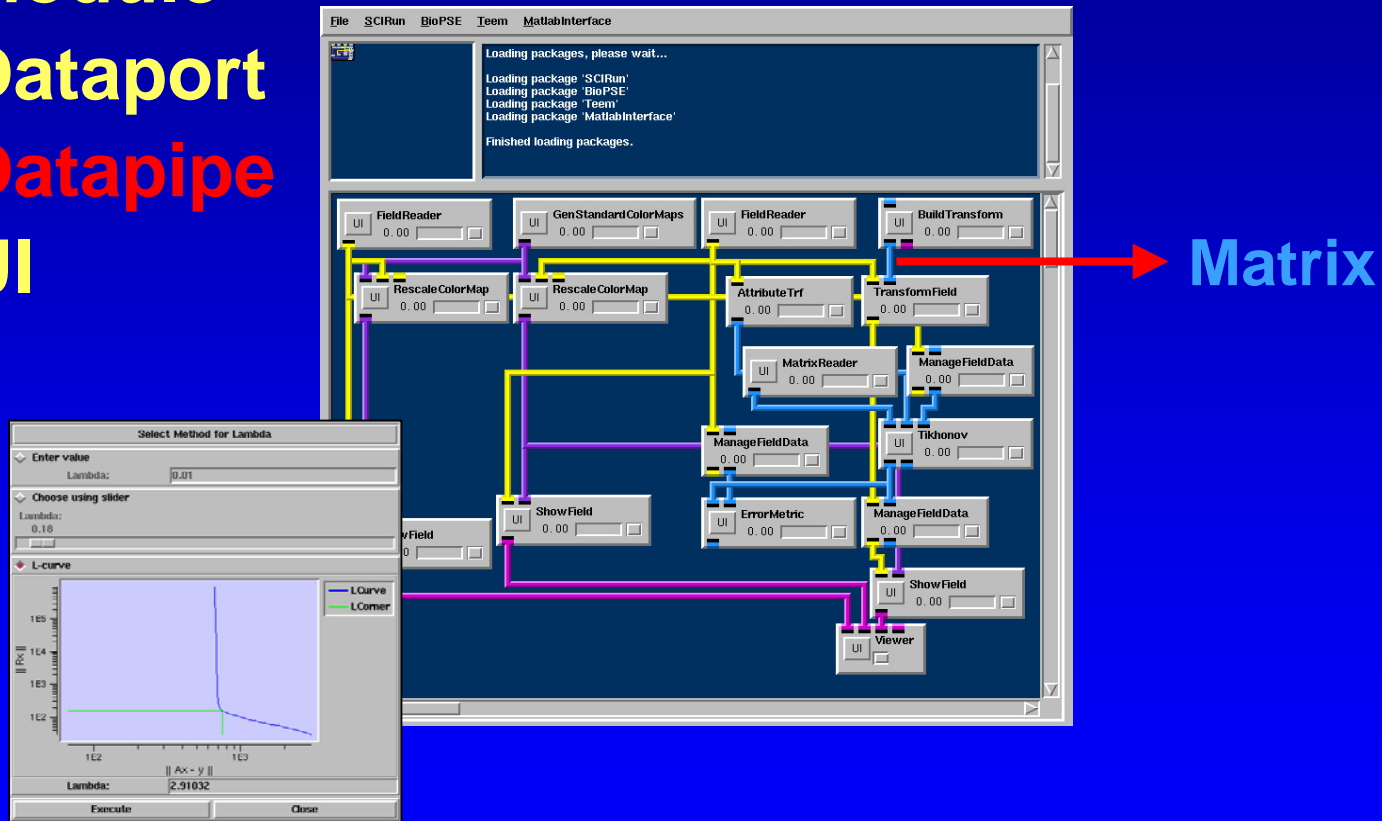 Dataport
Datapipe
UI
Matrix
File SCIRun BioPSE Teem MatlabInterface
Loading packages, please wait...
Loading package 'SCIRun'
Loading package 'BioPSE'
Loading package 'Teem'
Loading package 'MatlabInterface'
Finished loading packages.
UI FieldReader
0.00
UI GenStandardColorMaps
0.00
UI FieldReader
0.00
UI BuildTransform
0.00
UI RescaleColorMap
0.00
UI RescaleColorMap
0.00
AttributeTrf
0.00
TransformField
0.00
UI MatrixReader
0.00
ManageFieldData
0.00
ManageFieldData
0.00
UI Tikhonov
0.00
UI ShowField
0.00
UI ErrorMetric
0.00
ManageFieldData
0.00
wField
0
UI ShowField
0.00
UI Viewer
Select Method for Lambda
Enter value
Lambda: 0.01
Choose using slider
Lambda:
0.18
L-curve
LCurve
LCorner
|| Rx ||
1E5
1E4
1E3
1E2
1E2 1E3
|| Ax - y ||
Lambda: 2.91032
Execute Close